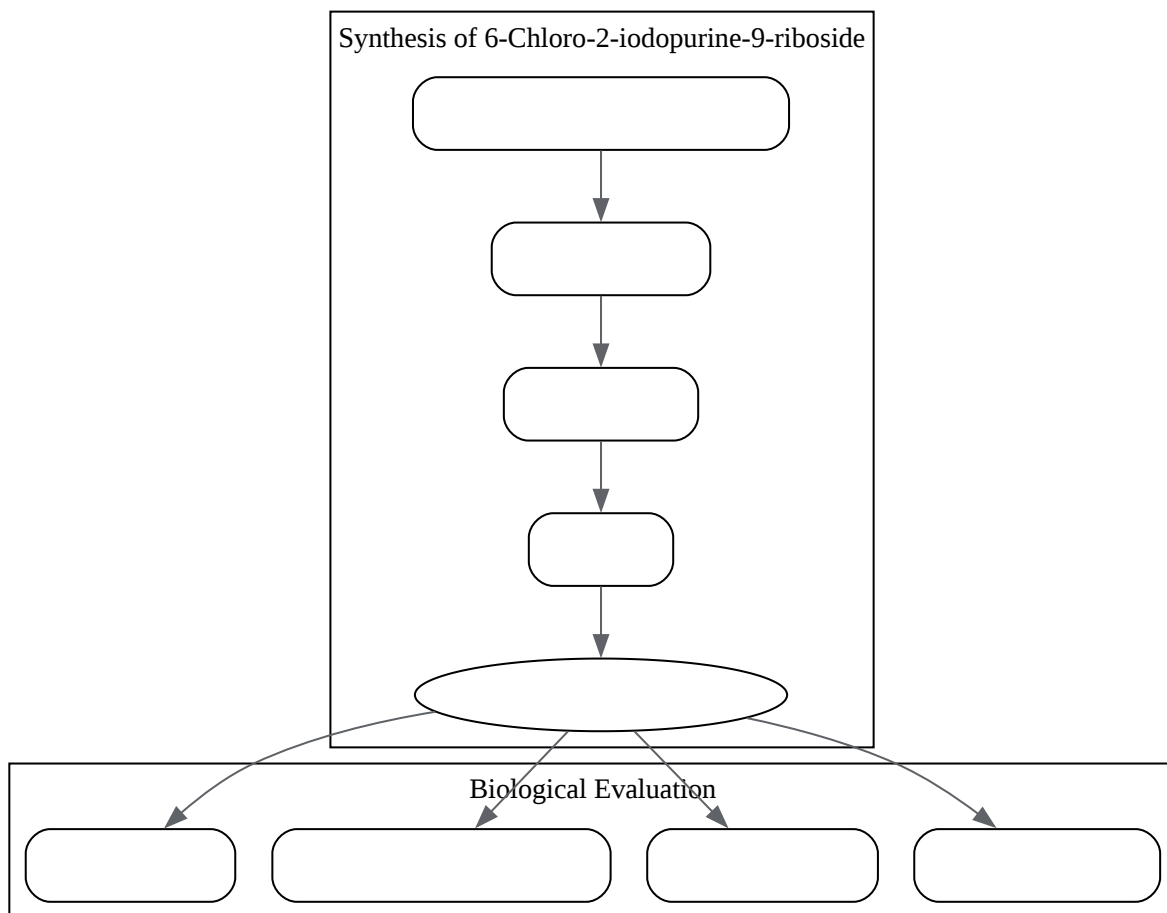 Synthesis of 6-Chloro-2-iodopurine-9-riboside
Biological Evaluation